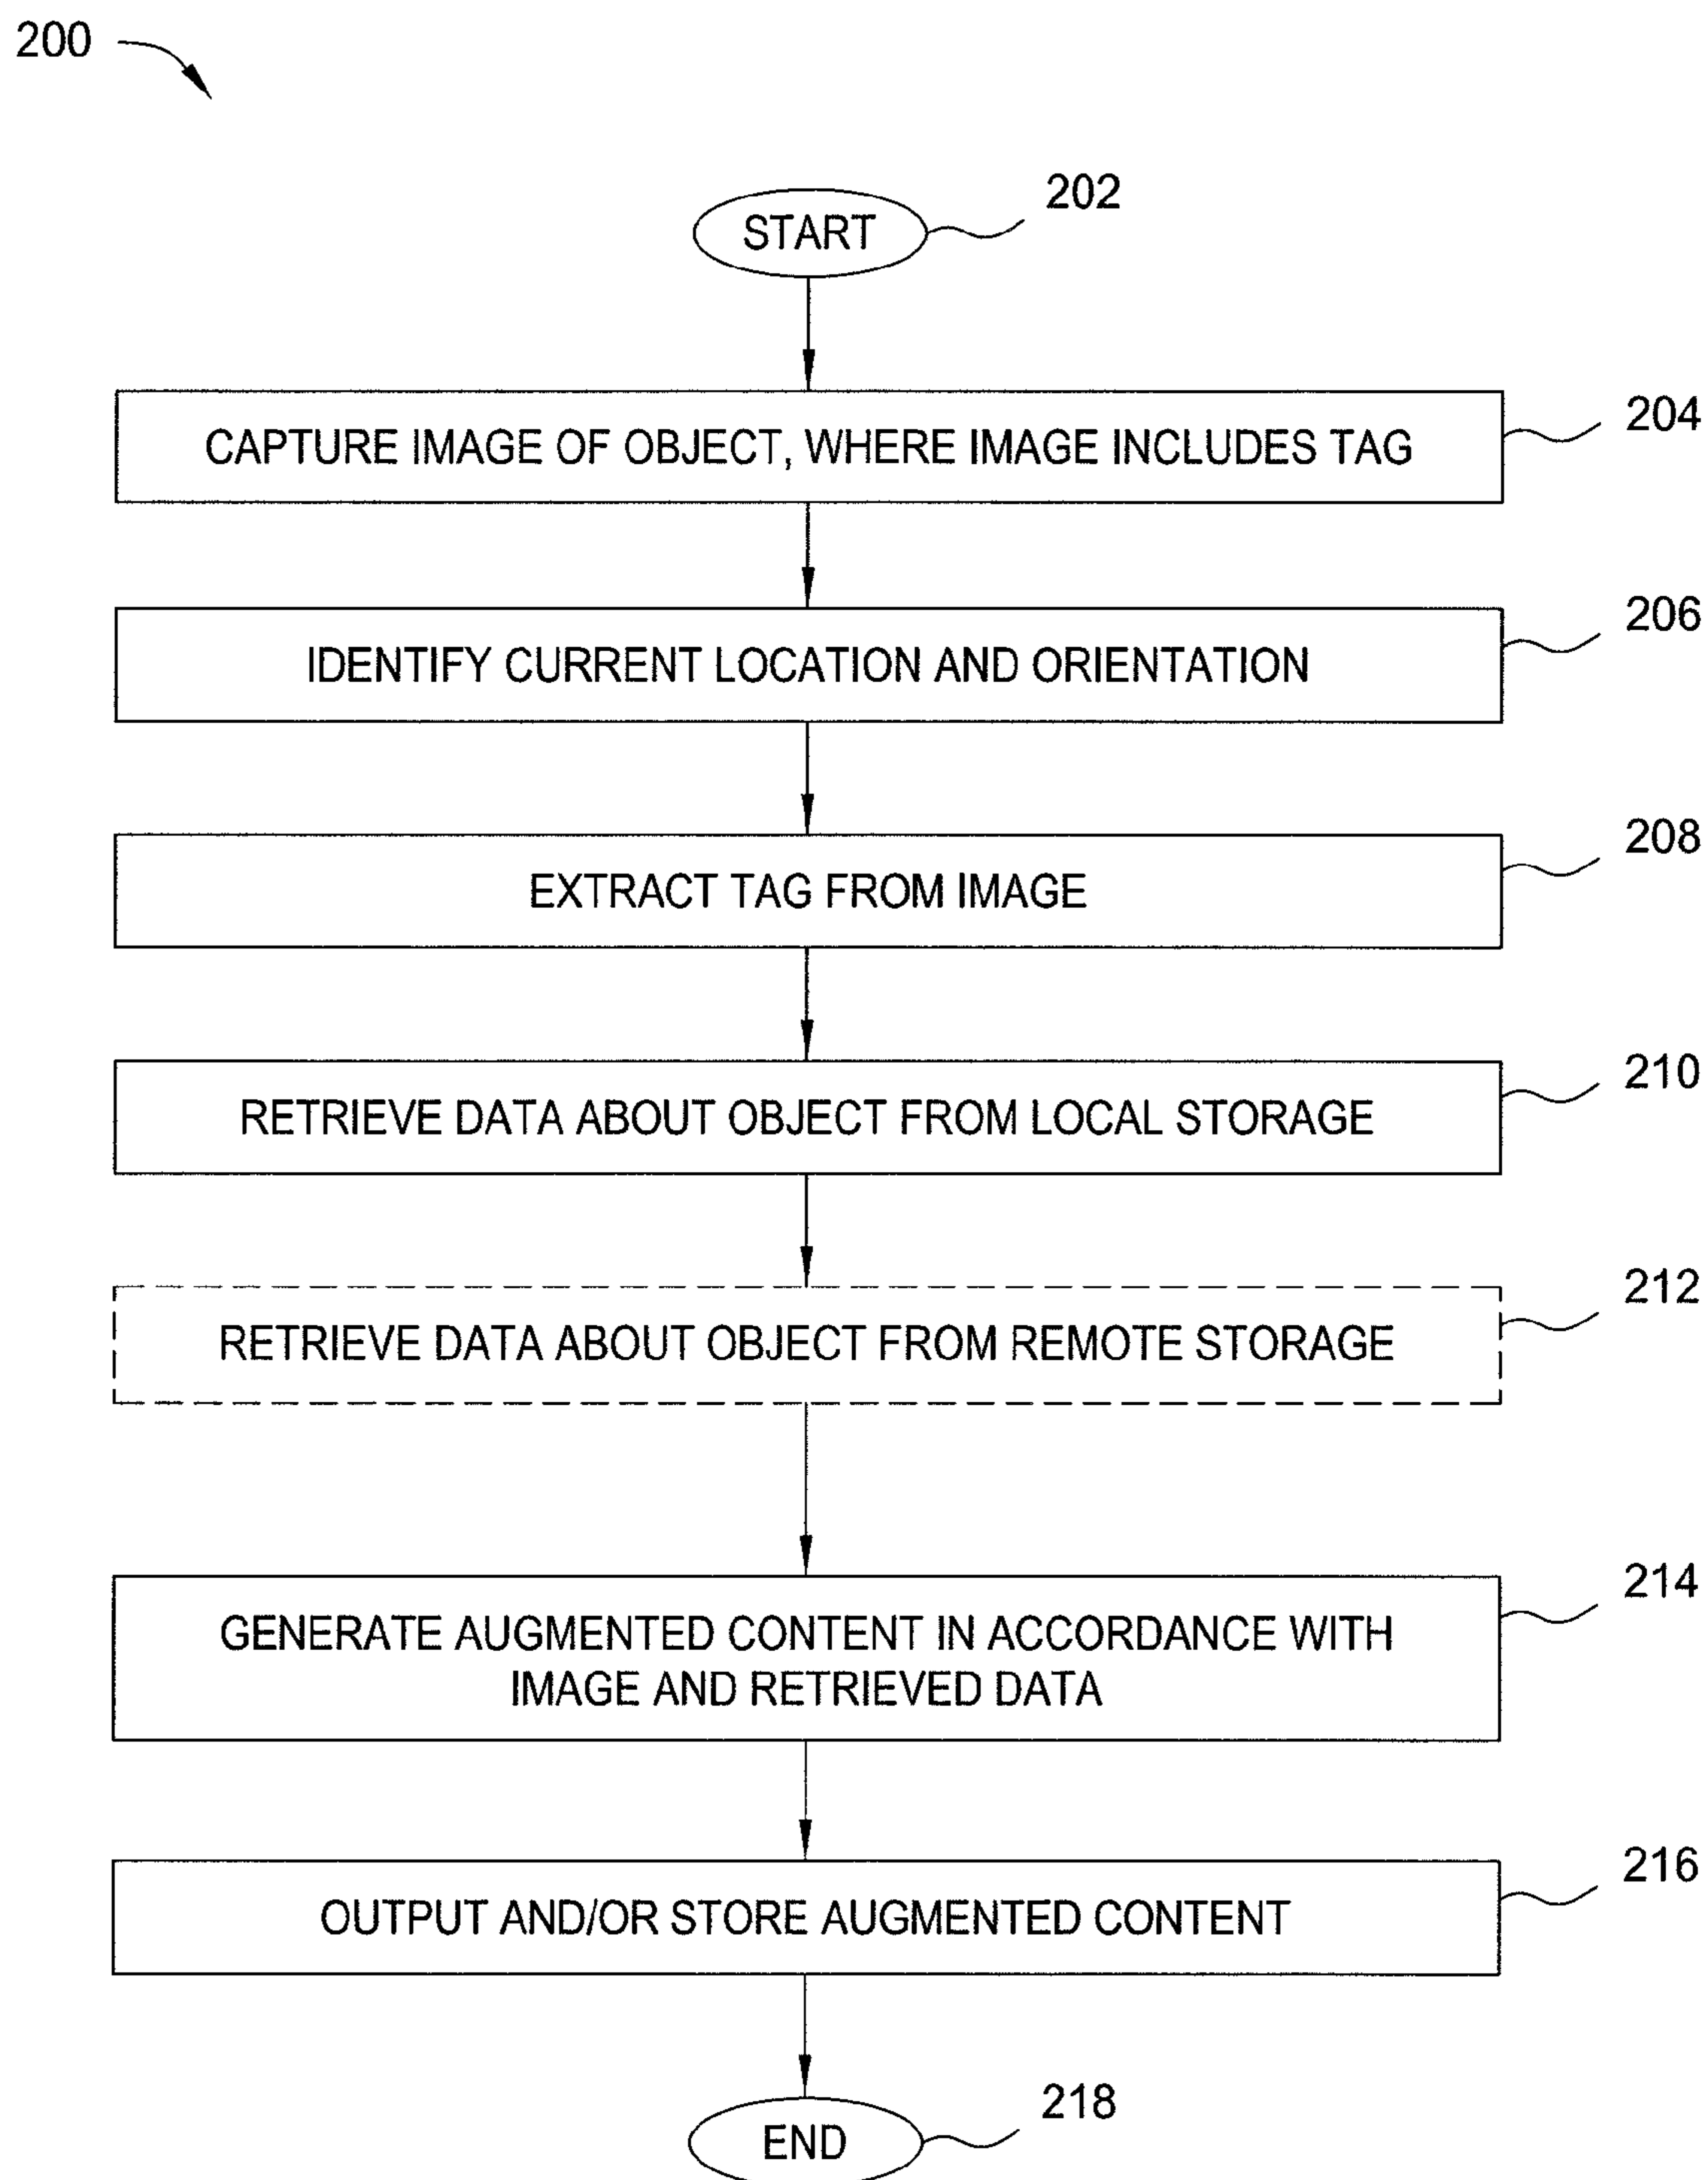 200
START
202
CAPTURE IMAGE OF OBJECT, WHERE IMAGE INCLUDES TAG
204
IDENTIFY CURRENT LOCATION AND ORIENTATION
206
EXTRACT TAG FROM IMAGE
208
RETRIEVE DATA ABOUT OBJECT FROM LOCAL STORAGE
210
RETRIEVE DATA ABOUT OBJECT FROM REMOTE STORAGE
212
GENERATE AUGMENTED CONTENT IN ACCORDANCE WITH
IMAGE AND RETRIEVED DATA
214
OUTPUT AND/OR STORE AUGMENTED CONTENT
216
END
218